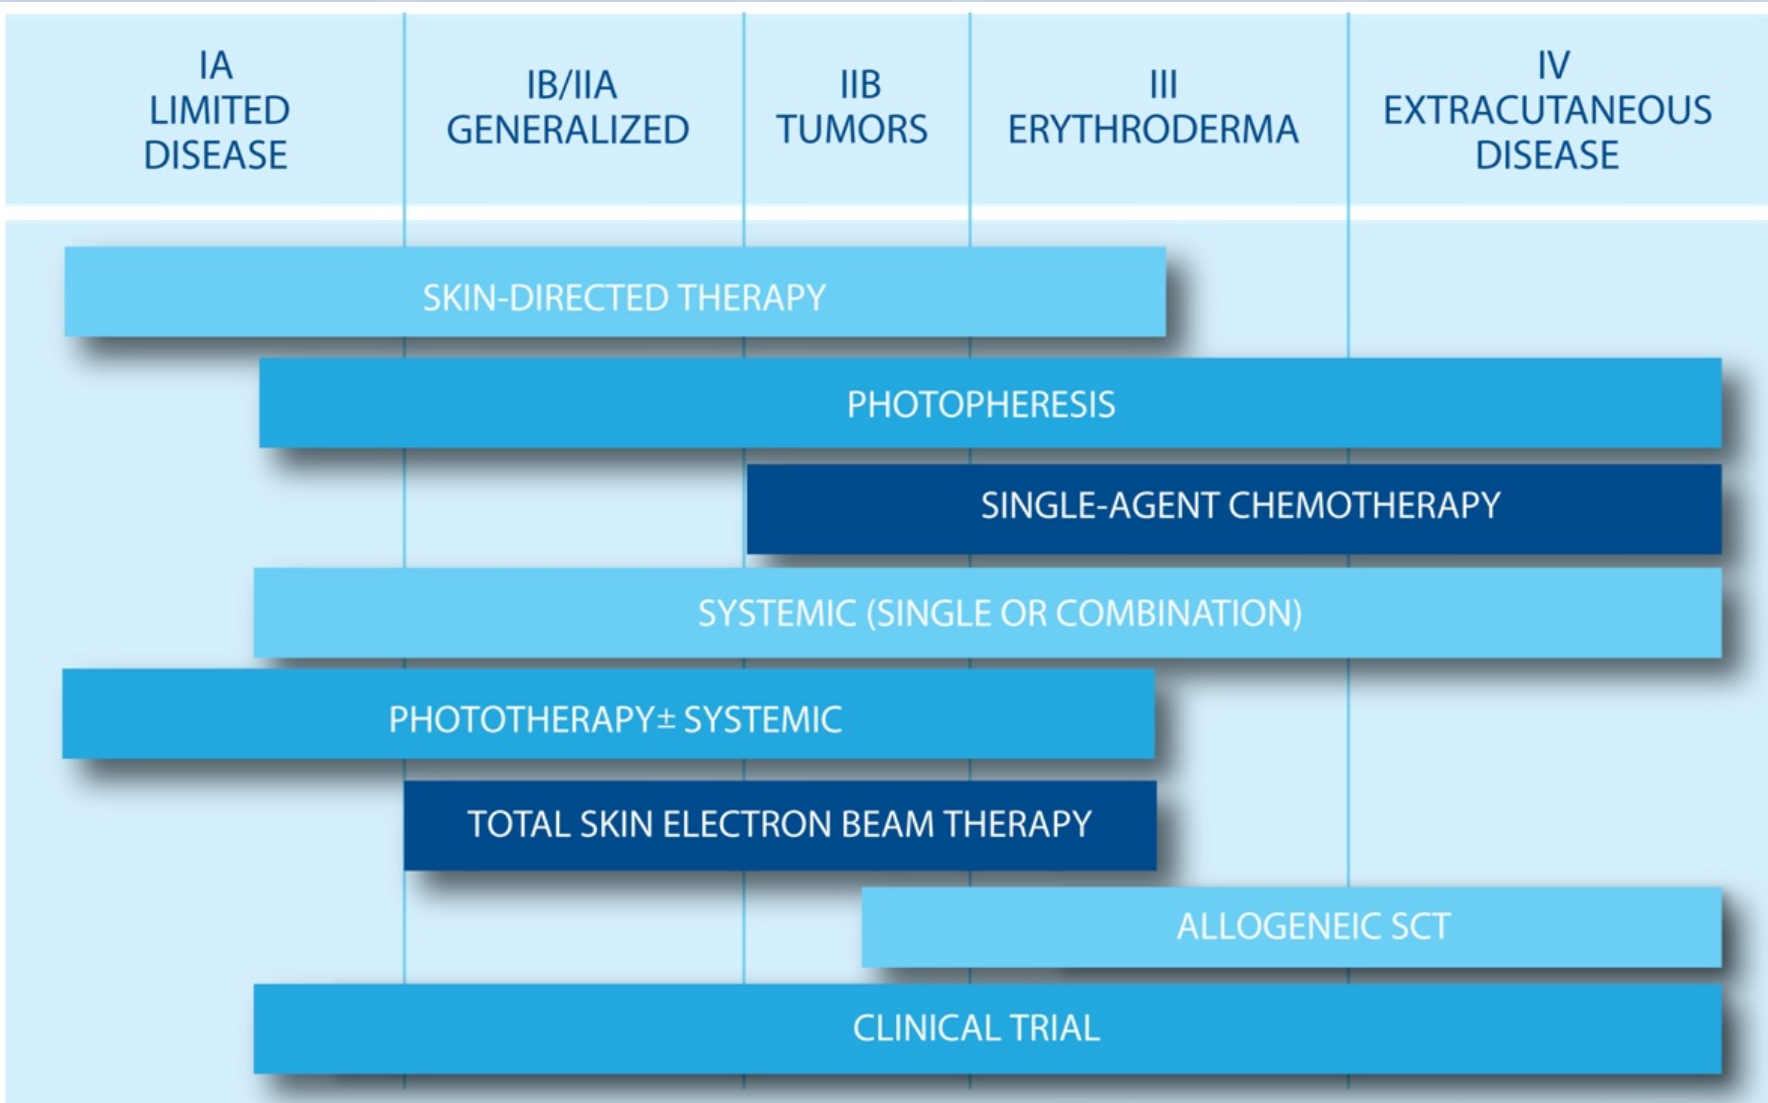 IA
LIMITED
DISEASE
IB/IIA
GENERALIZED
IIB
TUMORS
III
ERYTHRODERMA
IV
EXTRACUTANEOUS
DISEASE
SKIN-DIRECTED THERAPY
PHOTOPHERESIS
SINGLE-AGENT CHEMOTHERAPY
SYSTEMIC (SINGLE OR COMBINATION)
PHOTOTHERAPY± SYSTEMIC
TOTAL SKIN ELECTRON BEAM THERAPY
ALLOGENEIC SCT
CLINICAL TRIAL